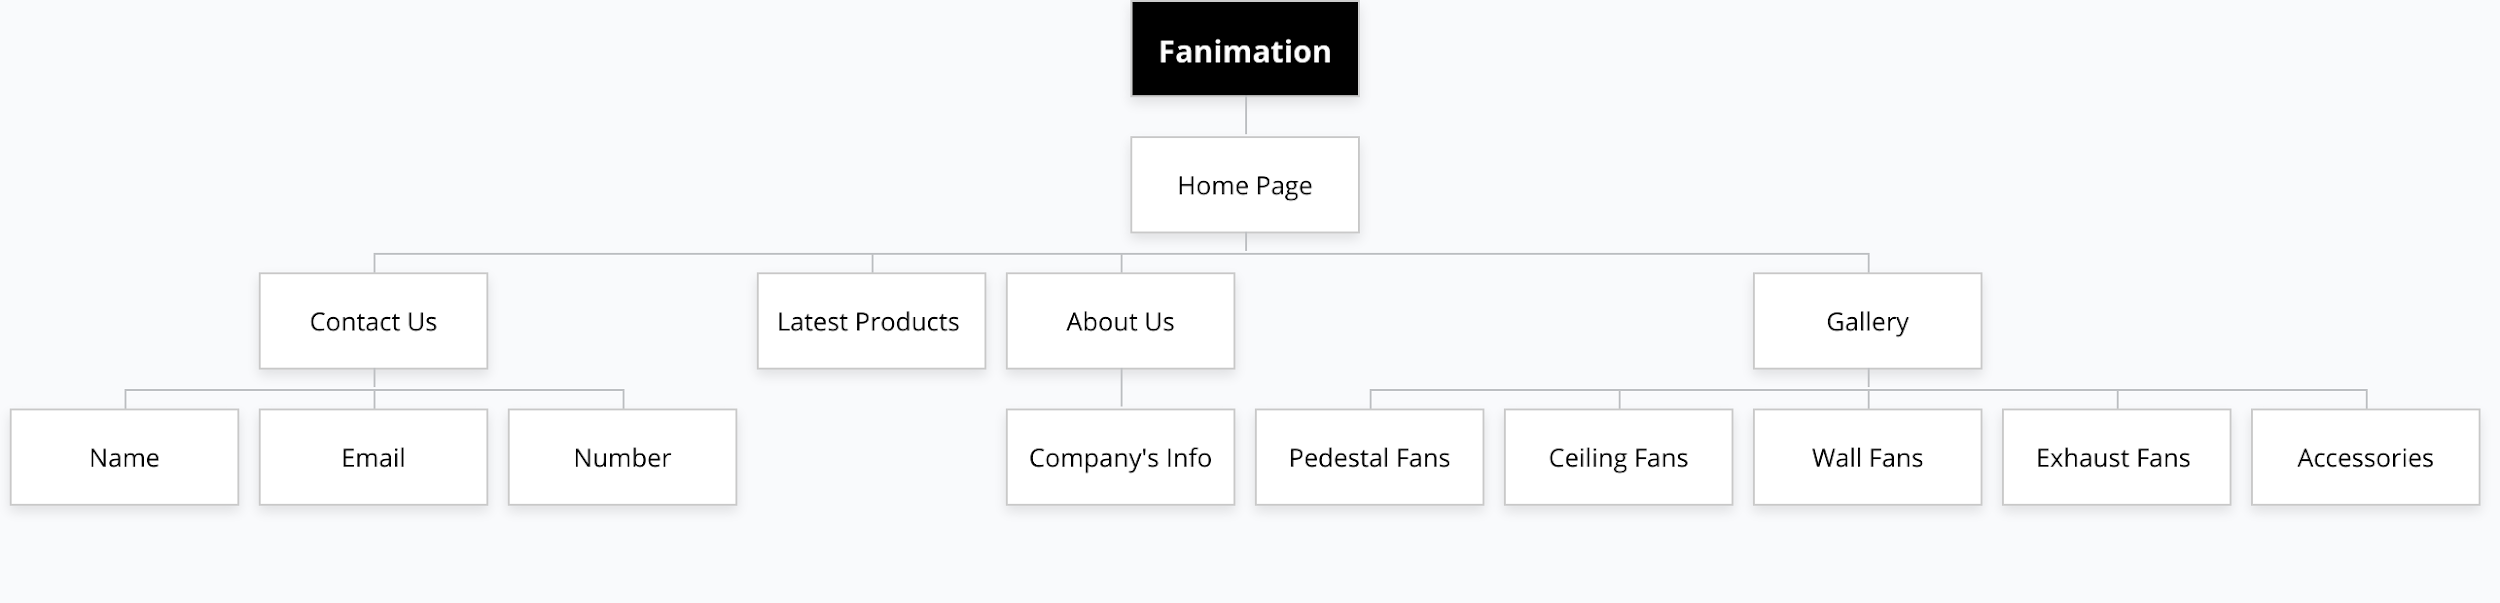 Fanimation
Home Page
Contact Us
Latest Products
About Us
Gallery
Name
Email
Number
Company's Info
Pedestal Fans
Ceiling Fans
Wall Fans
Exhaust Fans
Accessories